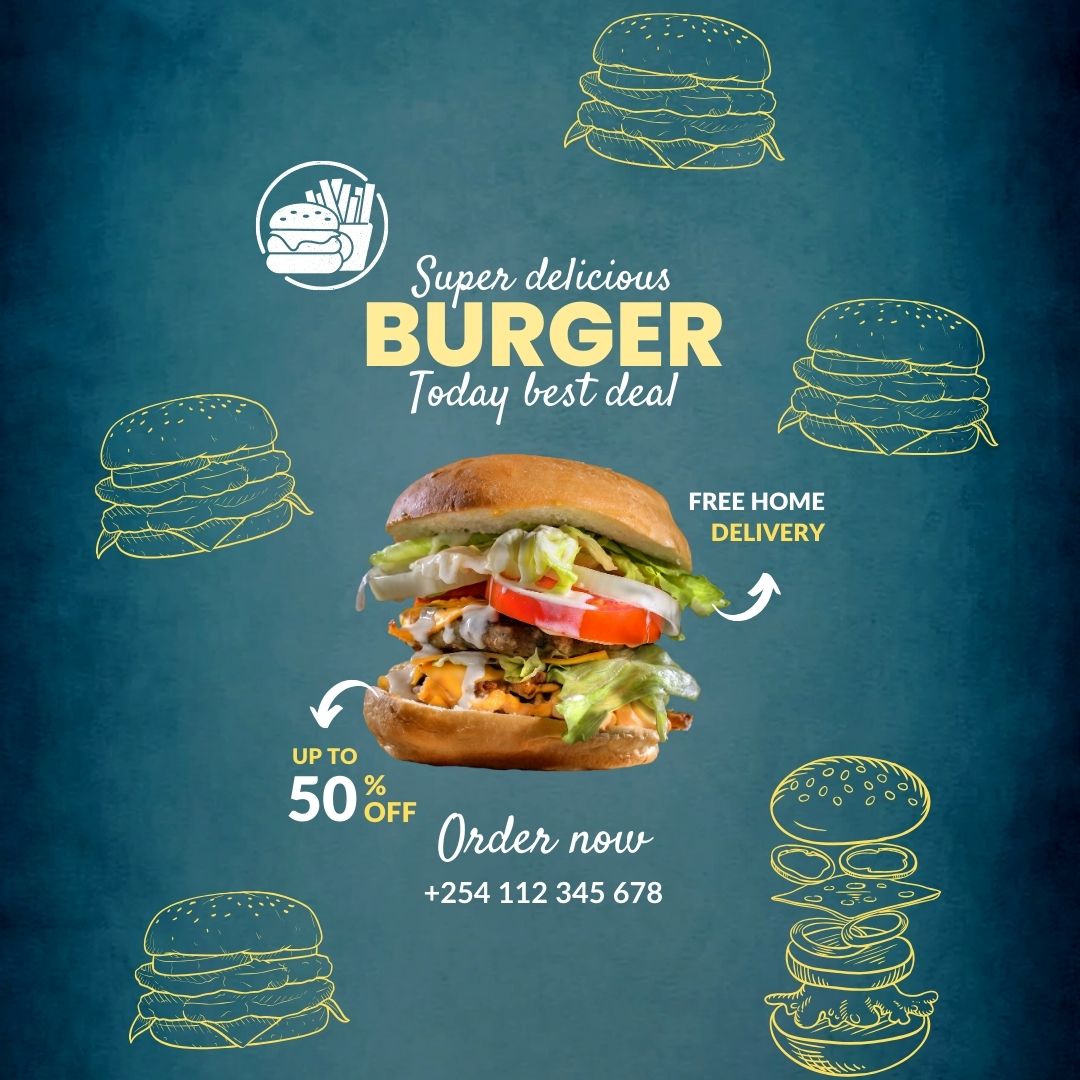 Super delicious
BURGER
Today best deal
FREE HOME
DELIVERY
UP TO
50 % OFF
Order now
+254 112 345 678